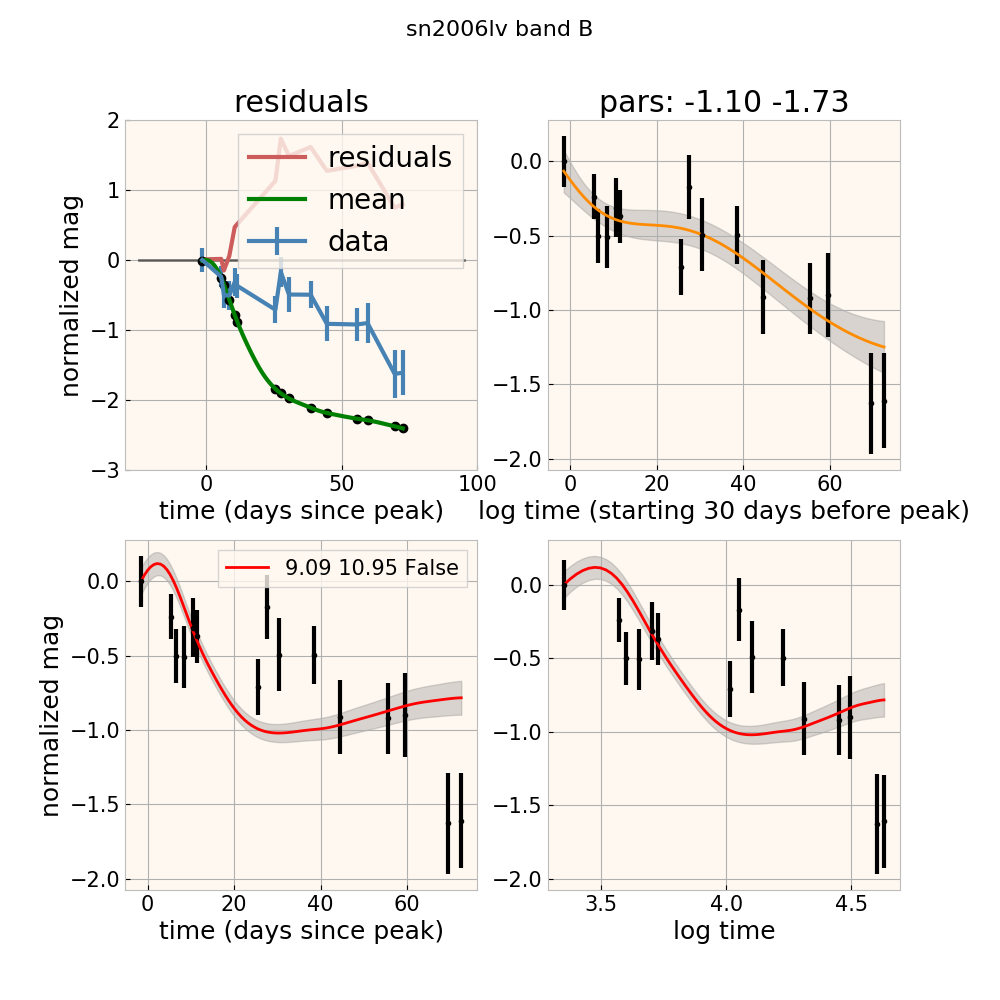 sn2006lv band B
residuals
pars: -1.10 -1.73
2
1
0
−1
−2
−3
normalized mag
residuals
mean
data
0
50
100
time (days since peak)
0.0
−0.5
−1.0
−1.5
−2.0
0
20
40
60
log time (starting 30 days before peak)
0.0
−0.5
−1.0
−1.5
−2.0
normalized mag
9.09 10.95 False
0
20
40
60
time (days since peak)
0.0
−0.5
−1.0
−1.5
−2.0
3.5
4.0
4.5
log time